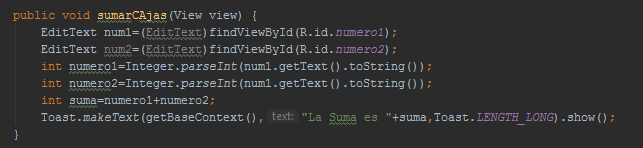 public void sumarCAjas(View view) {
    EditText num1=(EditText)findViewById(R.id.numero1);
    EditText num2=(EditText)findViewById(R.id.numero2);
    int numero1=Integer.parseInt(num1.getText().toString());
    int numero2=Integer.parseInt(num1.getText().toString());
    int suma=numero1+numero2;
    Toast.makeText(getBaseContext(), text: "La Suma es "+suma,Toast.LENGTH_LONG).show();
}